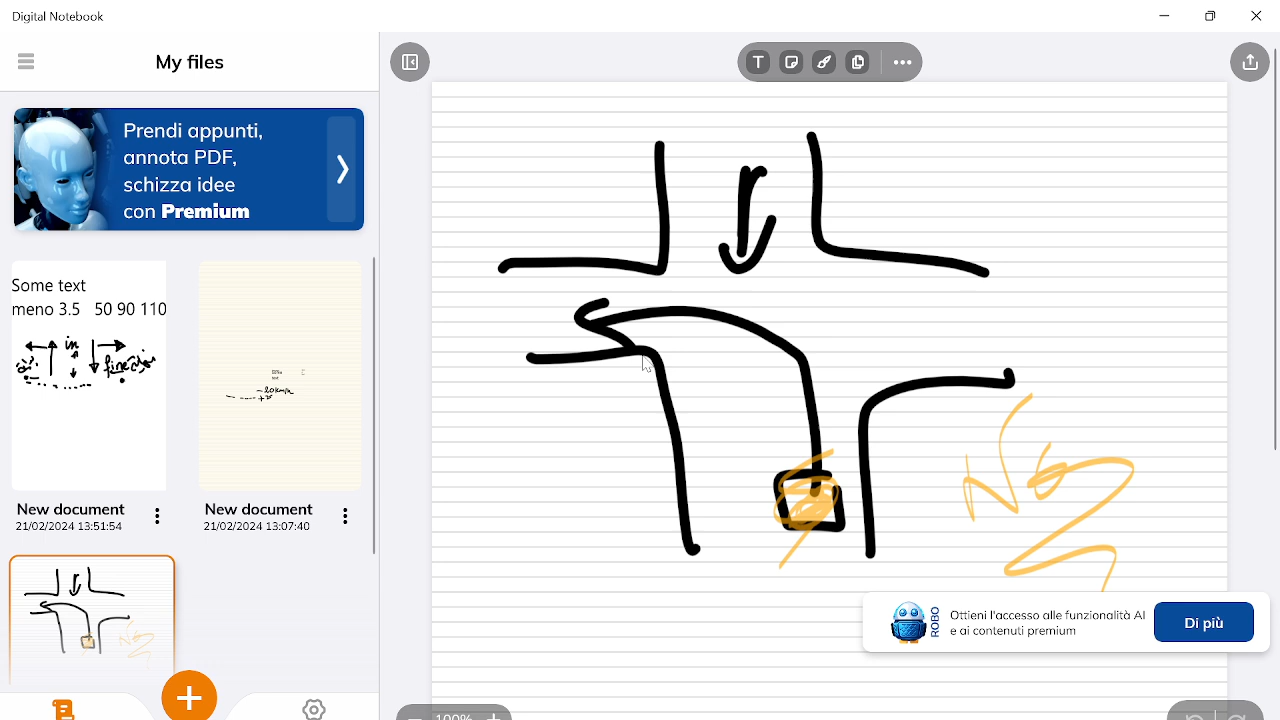 Digital Notebook
My files
Prendi appunti,
annota PDF,
schizza idee
con Premium
Some text
meno 3.5 50 90 110
in
New document
21/02/2024 13:51:54
New document
21/02/2024 13:07:40
T
ROBO
Ottieni l'accesso alle funzionalità AI
e ai contenuti premium
Di più
100%